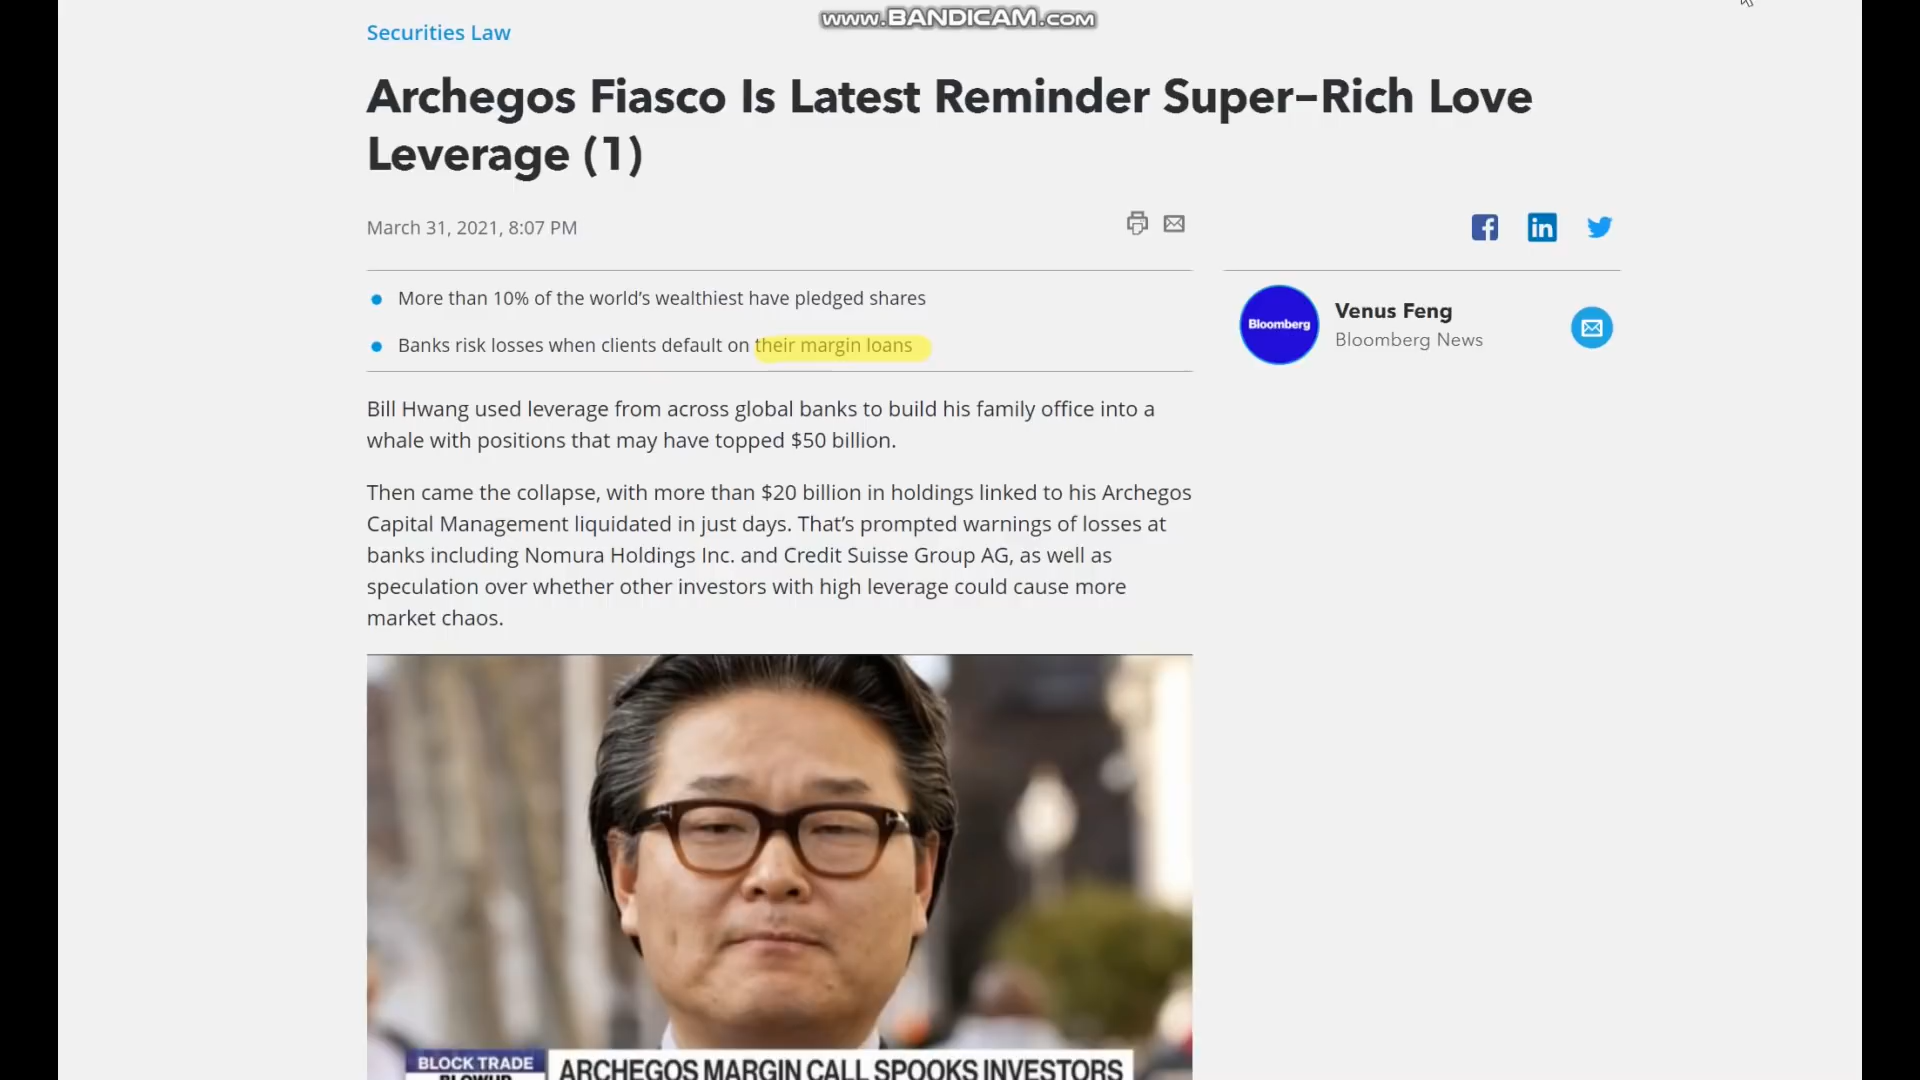 www.BANDICAM.com
Securities Law
Archegos Fiasco Is Latest Reminder Super-Rich Love
Leverage (1)
March 31, 2021, 8:07 PM
in
More than 10% of the world's wealthiest have pledged shares
Banks risk losses when clients default on their margin loans
Bloomberg
Venus Feng
Bloomberg News
Bill Hwang used leverage from across global banks to build his family office into a
whale with positions that may have topped $50 billion.
Then came the collapse, with more than $20 billion in holdings linked to his Archegos
Capital Management liquidated in just days. That's prompted warnings of losses at
banks including Nomura Holdings Inc. and Credit Suisse Group AG, as well as
speculation over whether other investors with high leverage could cause more
market chaos.
BLOCK TRADE
BLOWUP
ARCHEGOS MARGIN CALL SPOOKS INVESTORS